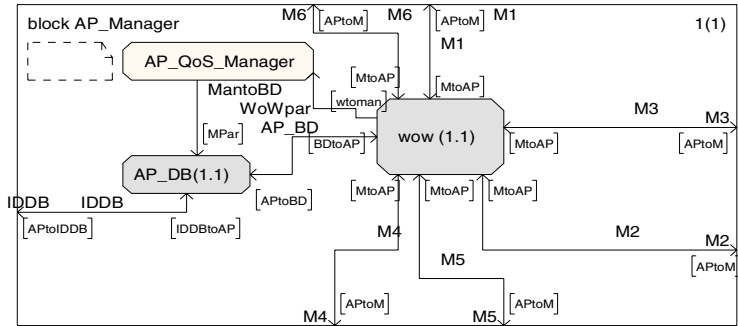 M6 M6 M1 1(1)
block AP_Manager
[APtoM] [APtoM]
M1
AP_QoS_Manager
[MtoAP] [MtoAP]
MantoBD
[wtoman]
WoWpar
M3 M3
AP_BD
[MPar] [BDtoAP] wow (1.1) [MtoAP] [APtoM]
AP_DB(1.1)
[MtoAP] [MtoAP] [MtoAP]
IDDB IDDB [APtoBD]
[APtoIDDB] [IDDBtoAP]
M4 M2 M2
M5
[APtoM]
[APtoM] [APtoM]
M4 M5